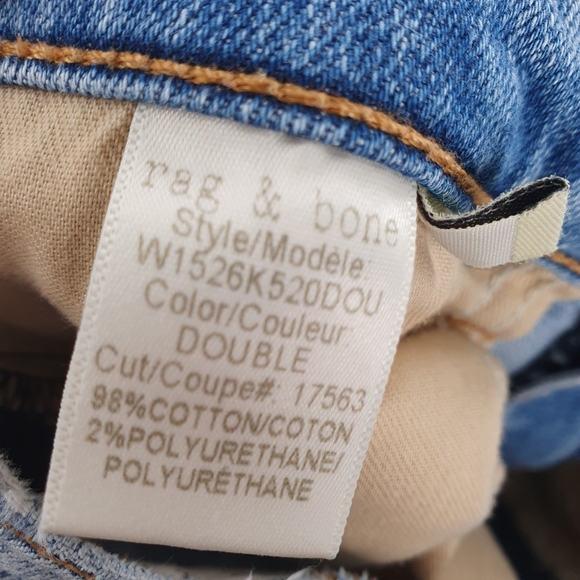 rag & bone
Style/Modèle:
W1526K520DOU
Color/Couleur:
DOUBLE
Cut/Coupe#: 17563
98%COTTON/COTON
2%POLYURETHANE/
POLYURÉTHANE